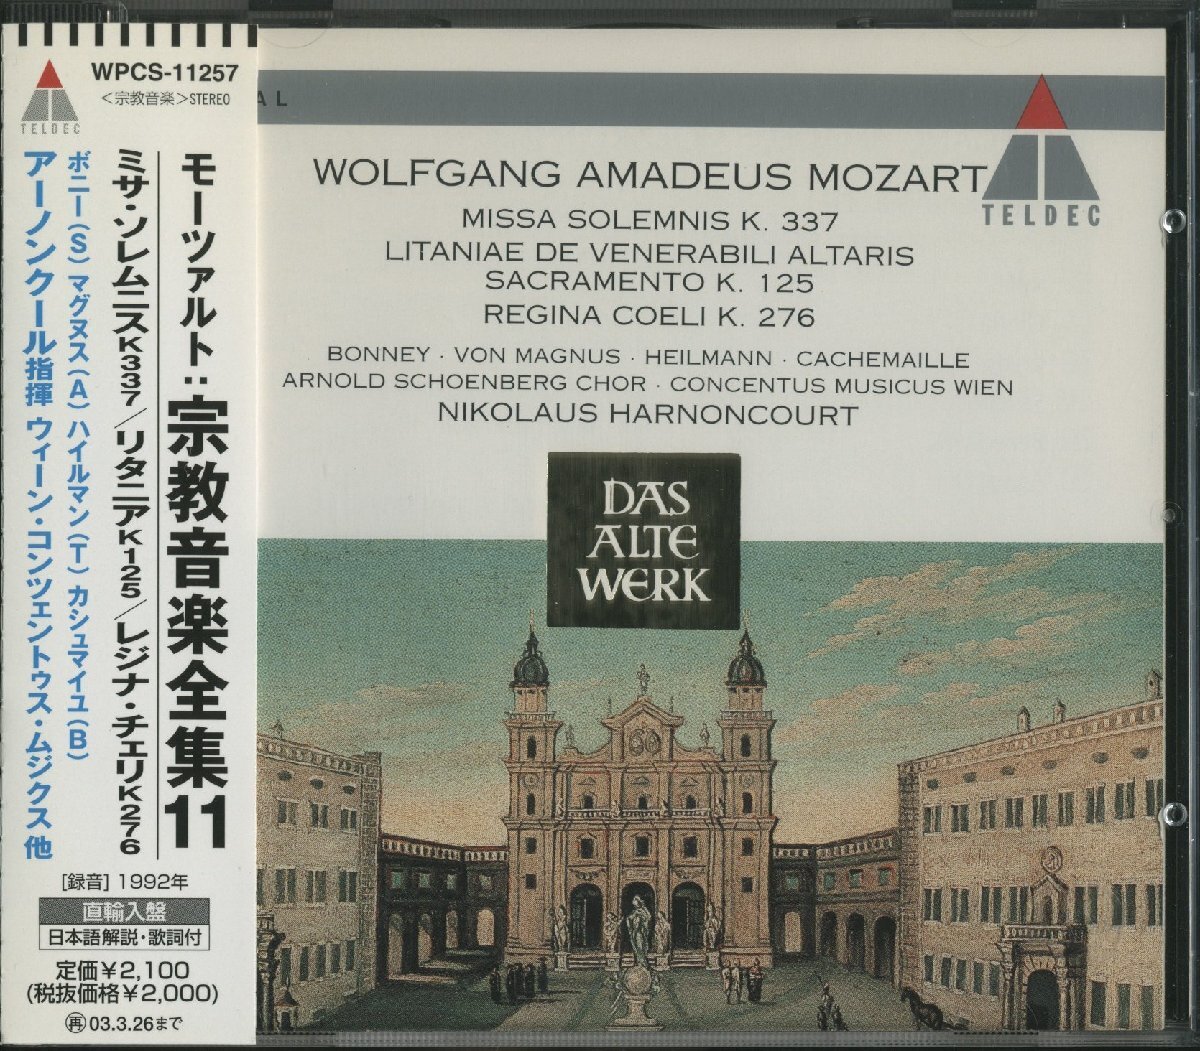 WPCS-11257
<宗教音楽>STEREO
TELDEC
モーツァルト:宗教音楽全集11
ミサ・ソレムニスK337/リタニアK125/レジナ・チェリK276
ボニー(S)マグヌス(A)ハイルマン(T)カシュマイユ(B)
アーノンクール指揮 ウィーン・コンツェントゥス・ムジクス 他
[録音]1992年
直輸入盤
日本語解説・歌詞付
定価¥2,100
(税抜価格¥2,000)
再03.3.26まで
AL
WOLFGANG AMADEUS MOZART
TELDEC
MISSA SOLEMNIS K. 337
LITANIAE DE VENERABILI ALTARIS
SACRAMENTO K. 125
REGINA COELI K. 276
BONNEY · VON MAGNUS · HEILMANN · CACHEMAILLE
ARNOLD SCHOENBERG CHOR · CONCENTUS MUSICUS WIEN
NIKOLAUS HARNONCOURT
DAS
ALTE
WERK